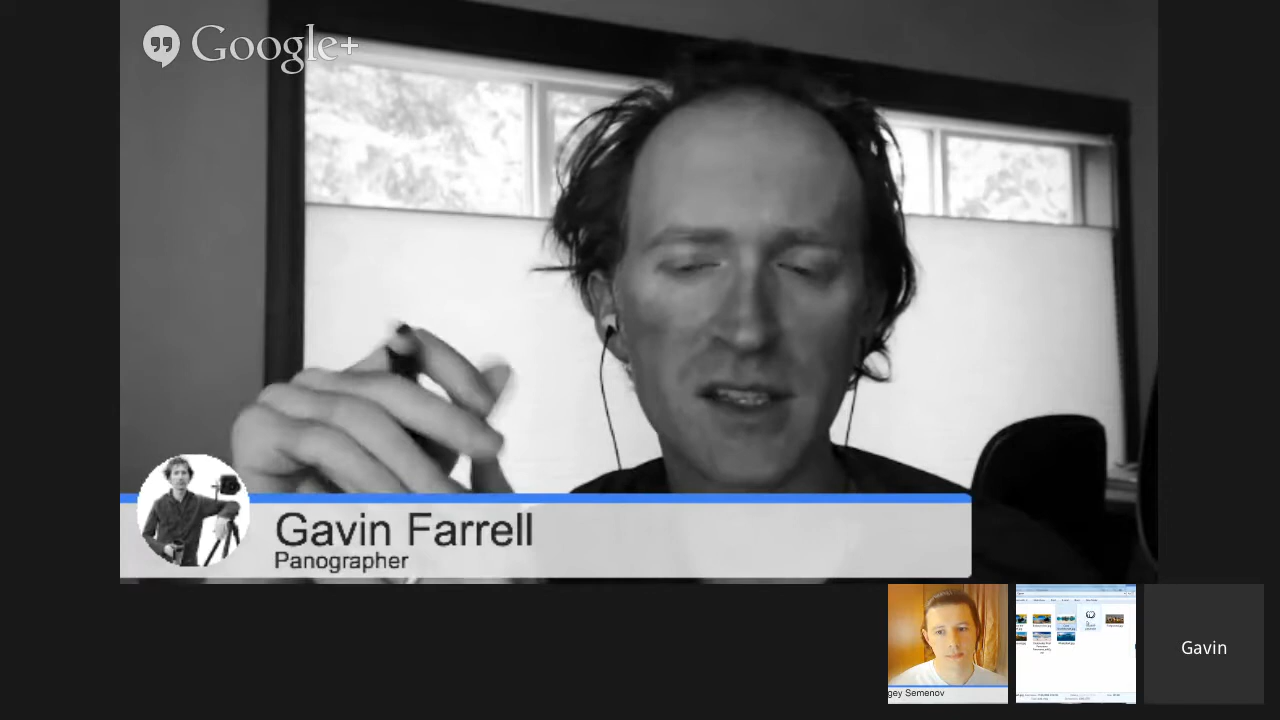 Google+
Gavin Farrell
Panographer
gey Semenov
Gavin